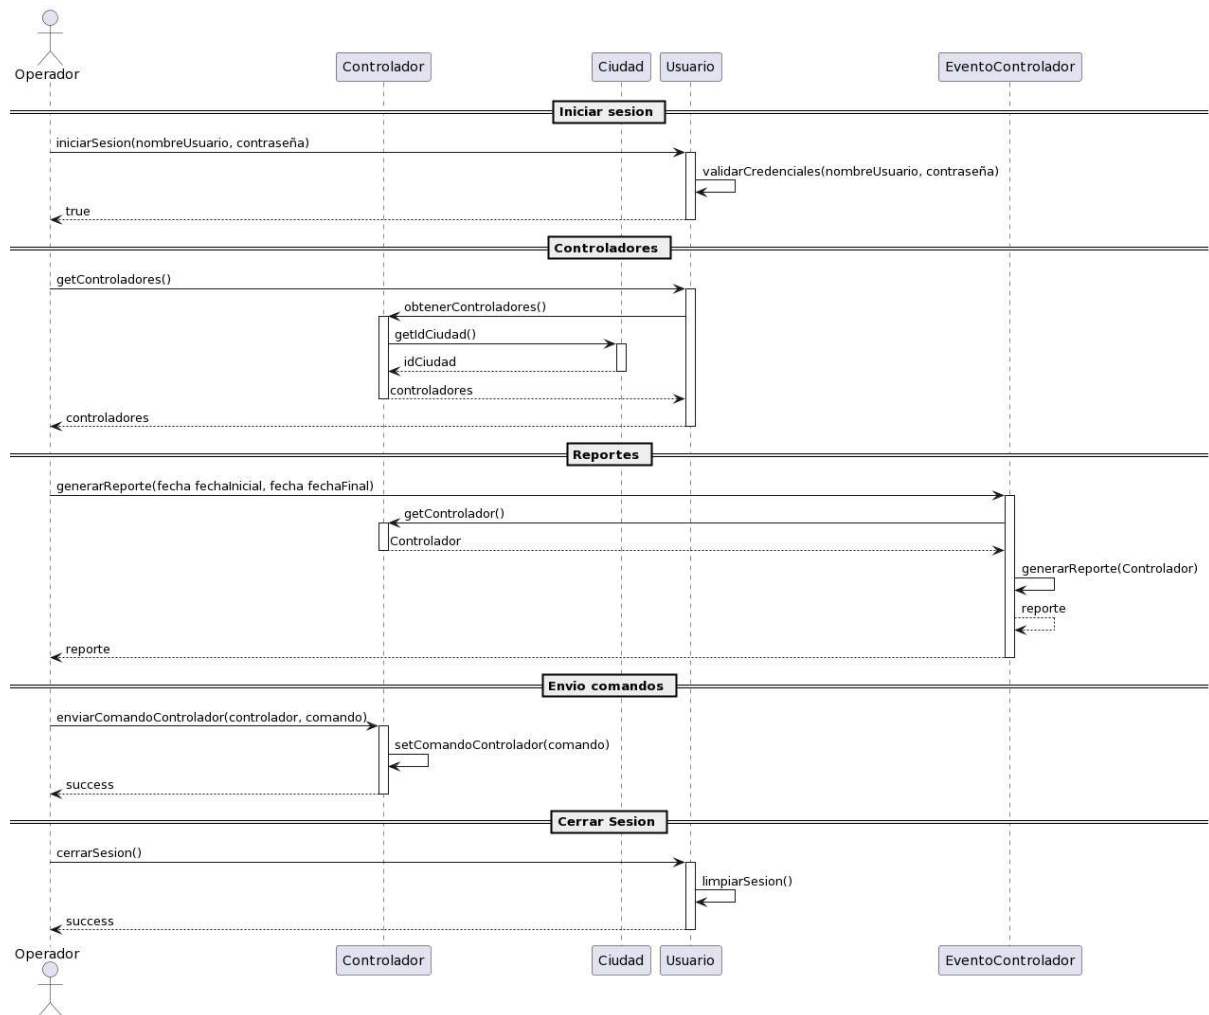 Operador
Controlador
Ciudad
Usuario
EventoControlador
Iniciar sesion
iniciarSesion(nombreUsuario, contraseña)
validarCredenciales(nombreUsuario, contraseña)
true
Controladores
getControladores()
obtenerControladores()
getIdCiudad()
idCiudad
controladores
controladores
Reportes
generarReporte(fecha fechaInicial, fecha fechaFinal)
getControlador()
Controlador
generarReporte(Controlador)
reporte
reporte
Envio comandos
enviarComandoControlador(controlador, comando)
setComandoControlador(comando)
success
Cerrar Sesion
cerrarSesion()
limpiarSesion()
success
Operador
Controlador
Ciudad
Usuario
EventoControlador